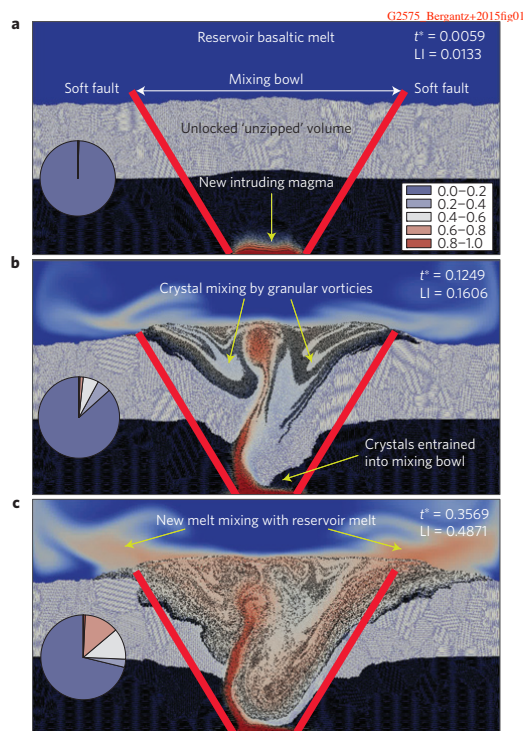 G2575_Bergantz+2015fig01
a
Reservoir basaltic melt
t* = 0.0059
LI = 0.0133
Soft fault
Mixing bowl
Soft fault
Unlocked ‘unzipped’ volume
New intruding magma
0.0–0.2
0.2–0.4
0.4–0.6
0.6–0.8
0.8–1.0
b
t* = 0.1249
LI = 0.1606
Crystal mixing by granular vorticies
Crystals entrained
into mixing bowl
c
t* = 0.3569
LI = 0.4871
New melt mixing with reservoir melt